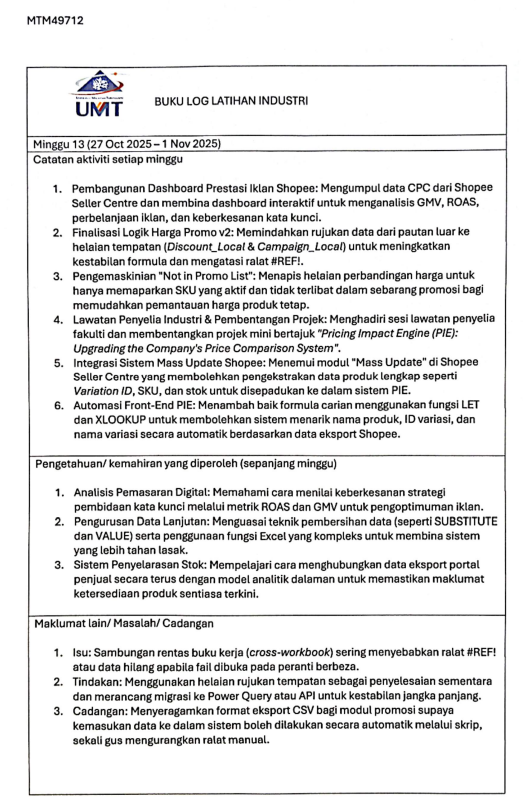 MTM49712
UMT
BUKU LOG LATIHAN INDUSTRI
Minggu 13 (27 Oct 2025 – 1 Nov 2025)
Catatan aktiviti setiap minggu
1. Pembangunan Dashboard Prestasi Iklan Shopee: Mengumpul data CPC dari Shopee
Seller Centre dan membina dashboard interaktif untuk menganalisis GMV, ROAS,
perbelanjaan iklan, dan keberkesanan kata kunci.
2. Finalisasi Logik Harga Promo v2: Memindahkan rujukan data dari pautan luar ke
helaian tempatan (Discount_Local & Campaign_Local) untuk meningkatkan
kestabilan formula dan mengatasi ralat #REF!.
3. Pengemaskinian "Not in Promo List": Menapis helaian perbandingan harga untuk
hanya memaparkan SKU yang aktif dan tidak terlibat dalam sebarang promosi bagi
memudahkan pemantauan harga produk tetap.
4. Lawatan Penyelia Industri & Pembentangan Projek: Menghadiri sesi lawatan penyelia
fakulti dan membentangkan projek mini bertajuk "Pricing Impact Engine (PIE):
Upgrading the Company's Price Comparison System".
5. Integrasi Sistem Mass Update Shopee: Menemui modul "Mass Update" di Shopee
Seller Centre yang membolehkan pengekstrakan data produk lengkap seperti
Variation ID, SKU, dan stok untuk disepadukan ke dalam sistem PIE.
6. Automasi Front-End PIE: Menambah baik formula carian menggunakan fungsi LET
dan XLOOKUP untuk membolehkan sistem menarik nama produk, ID variasi, dan
nama variasi secara automatik berdasarkan data eksport Shopee.
Pengetahuan/ kemahiran yang diperoleh (sepanjang minggu)
1. Analisis Pemasaran Digital: Memahami cara menilai keberkesanan strategi
pembidaan kata kunci melalui metrik ROAS dan GMV untuk pengoptimuman iklan.
2. Pengurusan Data Lanjutan: Menguasai teknik pembersihan data (seperti SUBSTITUTE
dan VALUE) serta penggunaan fungsi Excel yang kompleks untuk membina sistem
yang lebih tahan lasak.
3. Sistem Penyelarasan Stok: Mempelajari cara menghubungkan data eksport portal
penjual secara terus dengan model analitik dalaman untuk memastikan maklumat
ketersediaan produk sentiasa terkini.
Maklumat lain/ Masalah/ Cadangan
1. Isu: Sambungan rentas buku kerja (cross-workbook) sering menyebabkan ralat #REF!
atau data hilang apabila fail dibuka pada peranti berbeza.
2. Tindakan: Menggunakan helaian rujukan tempatan sebagai penyelesaian sementara
dan merancang migrasi ke Power Query atau API untuk kestabilan jangka panjang.
3. Cadangan: Menyeragamkan format eksport CSV bagi modul promosi supaya
kemasukan data ke dalam sistem boleh dilakukan secara automatik melalui skrip,
sekali gus mengurangkan ralat manual.